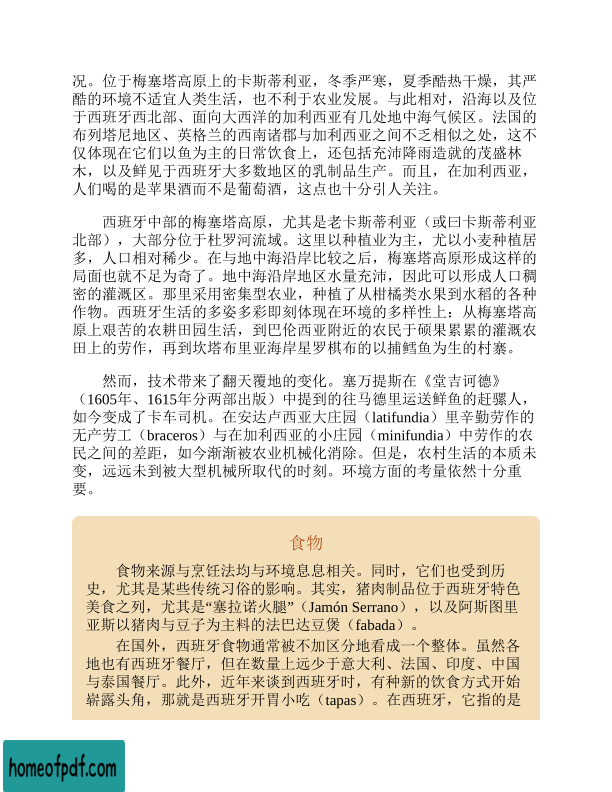 况。位于梅塞塔高原上的卡斯蒂利亚，冬季严寒，夏季酷热干燥，其严
酷的环境不适宜人类生活，也不利于农业发展。与此相对，沿海以及位
于西班牙西北部、面向大西洋的加利西亚有几处地中海气候区。法国的
布列塔尼地区、英格兰的西南诸郡与加利西亚之间不乏相似之处，这不
仅体现在它们以鱼为主的日常饮食上，还包括充沛降雨造就的茂盛林
木，以及鲜见于西班牙大多数地区的乳制品生产。而且，在加利西亚，
人们喝的是苹果酒而不是葡萄酒，这点也十分引人关注。
西班牙中部的梅塞塔高原，尤其是老卡斯蒂利亚（或曰卡斯蒂利亚
北部），大部分位于杜罗河流域。这里以种植业为主，尤以小麦种植居
多，人口相对稀少。在与地中海沿岸比较之后，梅塞塔高原形成这样的
局面也就不足为奇了。地中海沿岸地区水量充沛，因此可以形成人口稠
密的灌溉区。那里采用密集型农业，种植了从柑橘类水果到水稻的各种
作物。西班牙生活的多姿多彩即刻体现在环境的多样性上：从梅塞塔高
原上艰苦的农耕田园生活，到巴伦西亚附近的农民于硕果累累的灌溉农
田上的劳作，再到坎塔布里亚海岸星罗棋布的以捕鳕鱼为生的村寨。
然而，技术带来了翻天覆地的变化。塞万提斯在《堂吉诃德》
（1605年、1615年分两部出版）中提到的往马德里运送鲜鱼的赶骡人，
如今变成了卡车司机。在安达卢西亚大庄园（latifundia）里辛勤劳作的
无产劳工（braceros）与在加利西亚的小庄园（minifundia）中劳作的农
民之间的差距，如今渐渐被农业机械化消除。但是，农村生活的本质未
变，远远未到被大型机械所取代的时刻。环境方面的考量依然十分重
要。
食物
食物来源与烹饪法均与环境息息相关。同时，它们也受到历
史，尤其是某些传统习俗的影响。其实，猪肉制品位于西班牙特色
美食之列，尤其是“塞拉诺火腿”（Jamón Serrano），以及阿斯图里
亚斯以猪肉与豆子为主料的法巴达豆煲（fabada）。
在国外，西班牙食物通常被不加区分地看成一个整体。虽然各
地也有西班牙餐厅，但在数量上远少于意大利、法国、印度、中国
与泰国餐厅。此外，近年来谈到西班牙时，有种新的饮食方式开始
崭露头角，那就是西班牙开胃小吃（tapas）。在西班牙，它指的是
homeofpdf.com